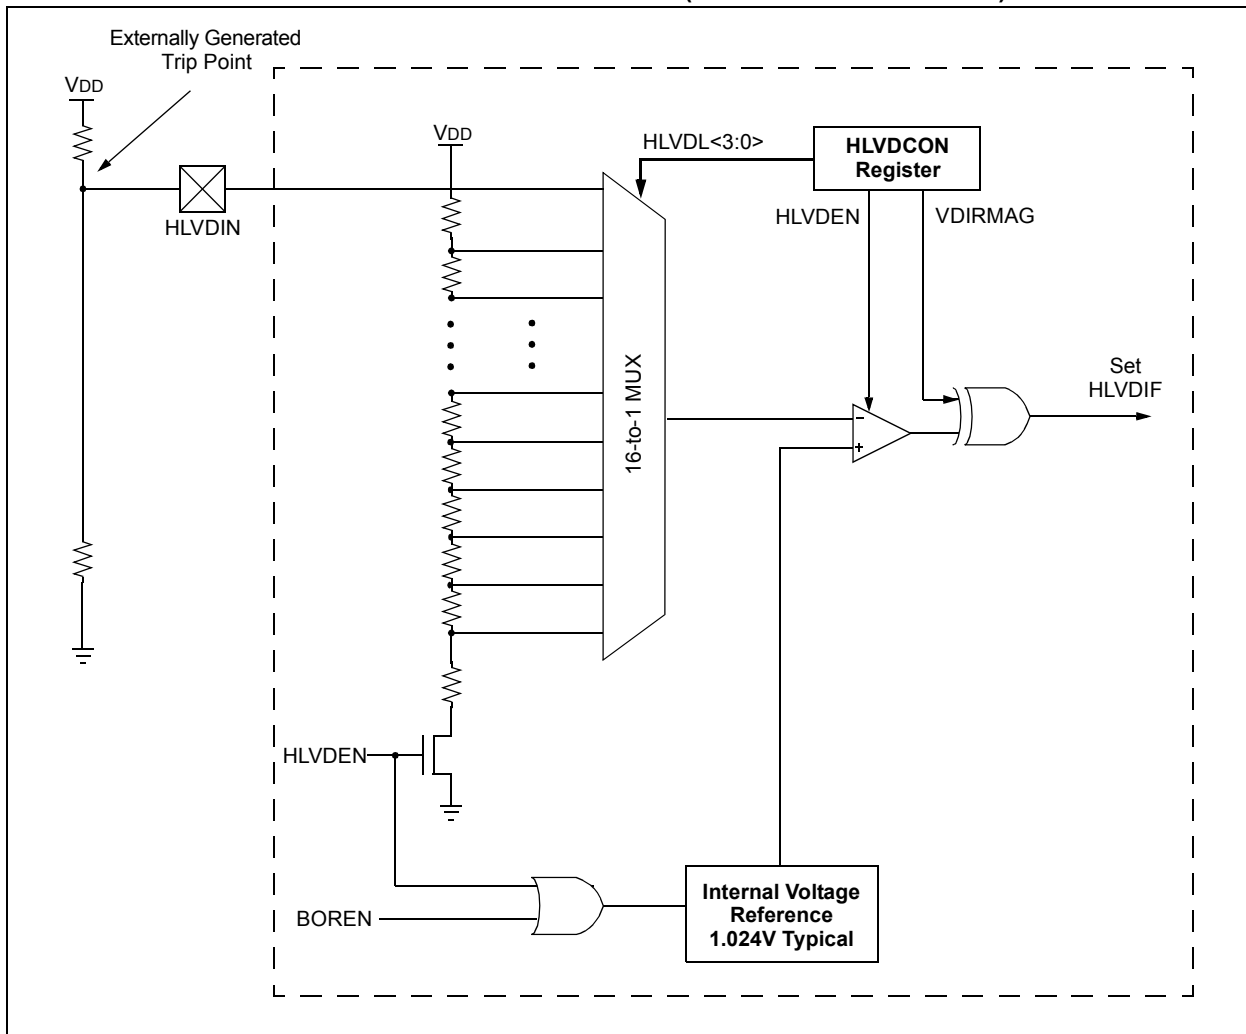 Externally Generated
Trip Point
VDD
VDD
HLVDL<3:0>
HLVDCON
Register
HLVDIN
HLVDEN
VDIRMAG
16-to-1 MUX
Set
HLVDIF
-
+
HLVDEN
BOREN
Internal Voltage
Reference
1.024V Typical